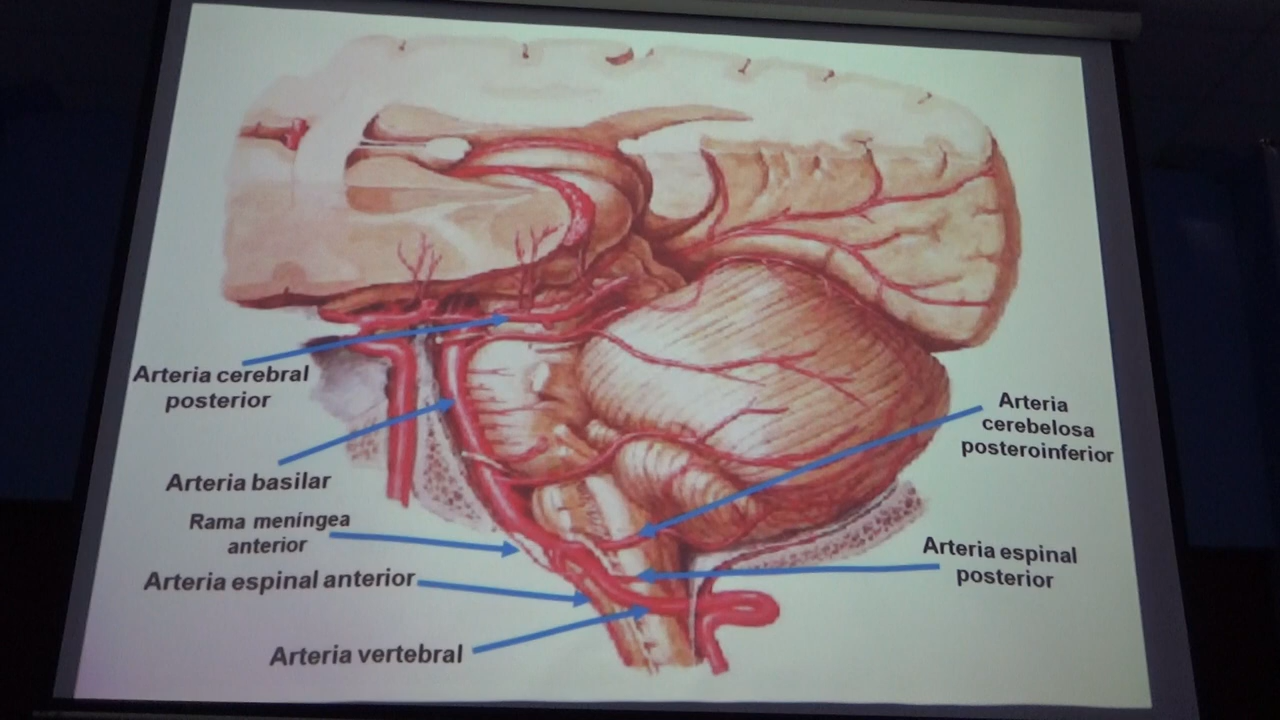 Arteria cerebral
posterior
Arteria basilar
Rama meníngea
anterior
Arteria espinal anterior
Arteria vertebral
Arteria
cerebelosa
posteroinferior
Arteria espinal
posterior